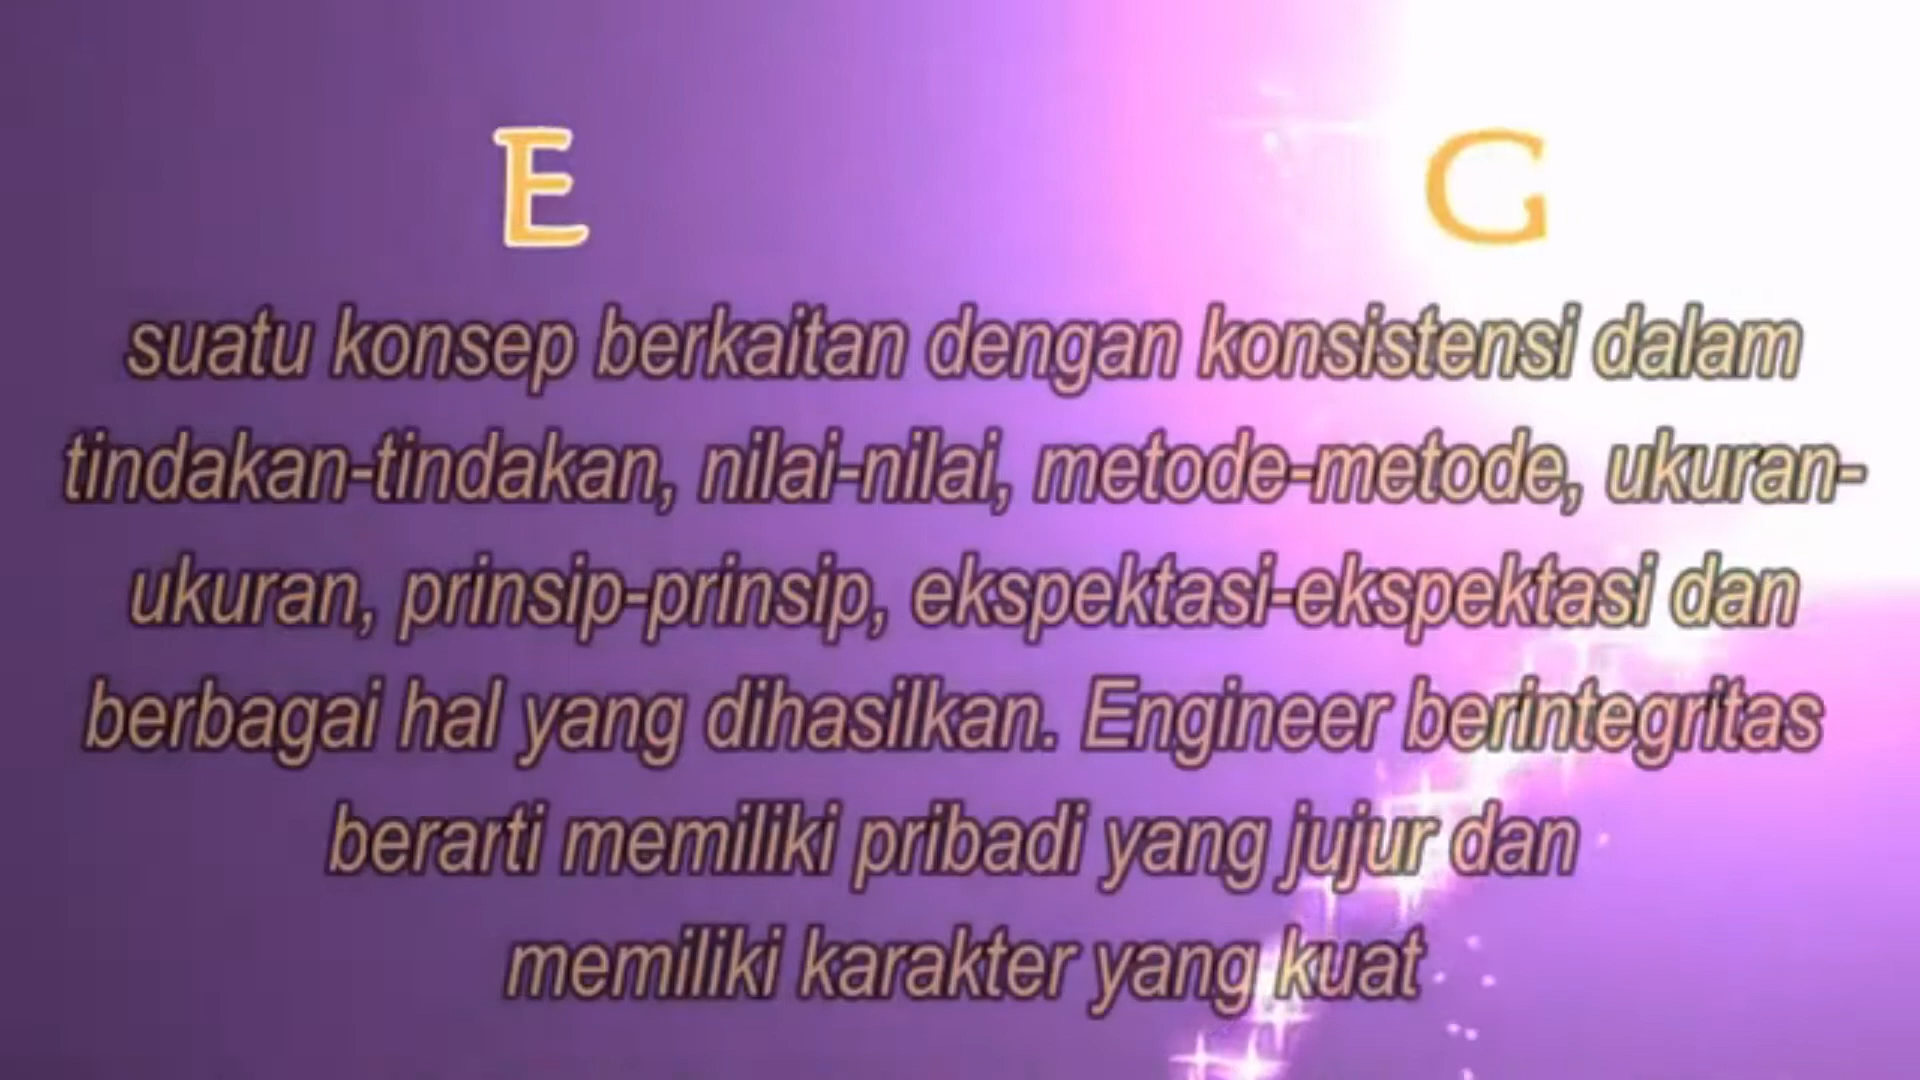 E G
suatu konsep berkaitan dengan konsistensi dalam
tindakan-tindakan, nilai-nilai, metode-metode, ukuran-
ukuran, prinsip-prinsip, ekspektasi-ekspektasi dan
berbagai hal yang dihasilkan. Engineer berintegritas
berarti memiliki pribadi yang jujur dan
memiliki karakter yang kuat